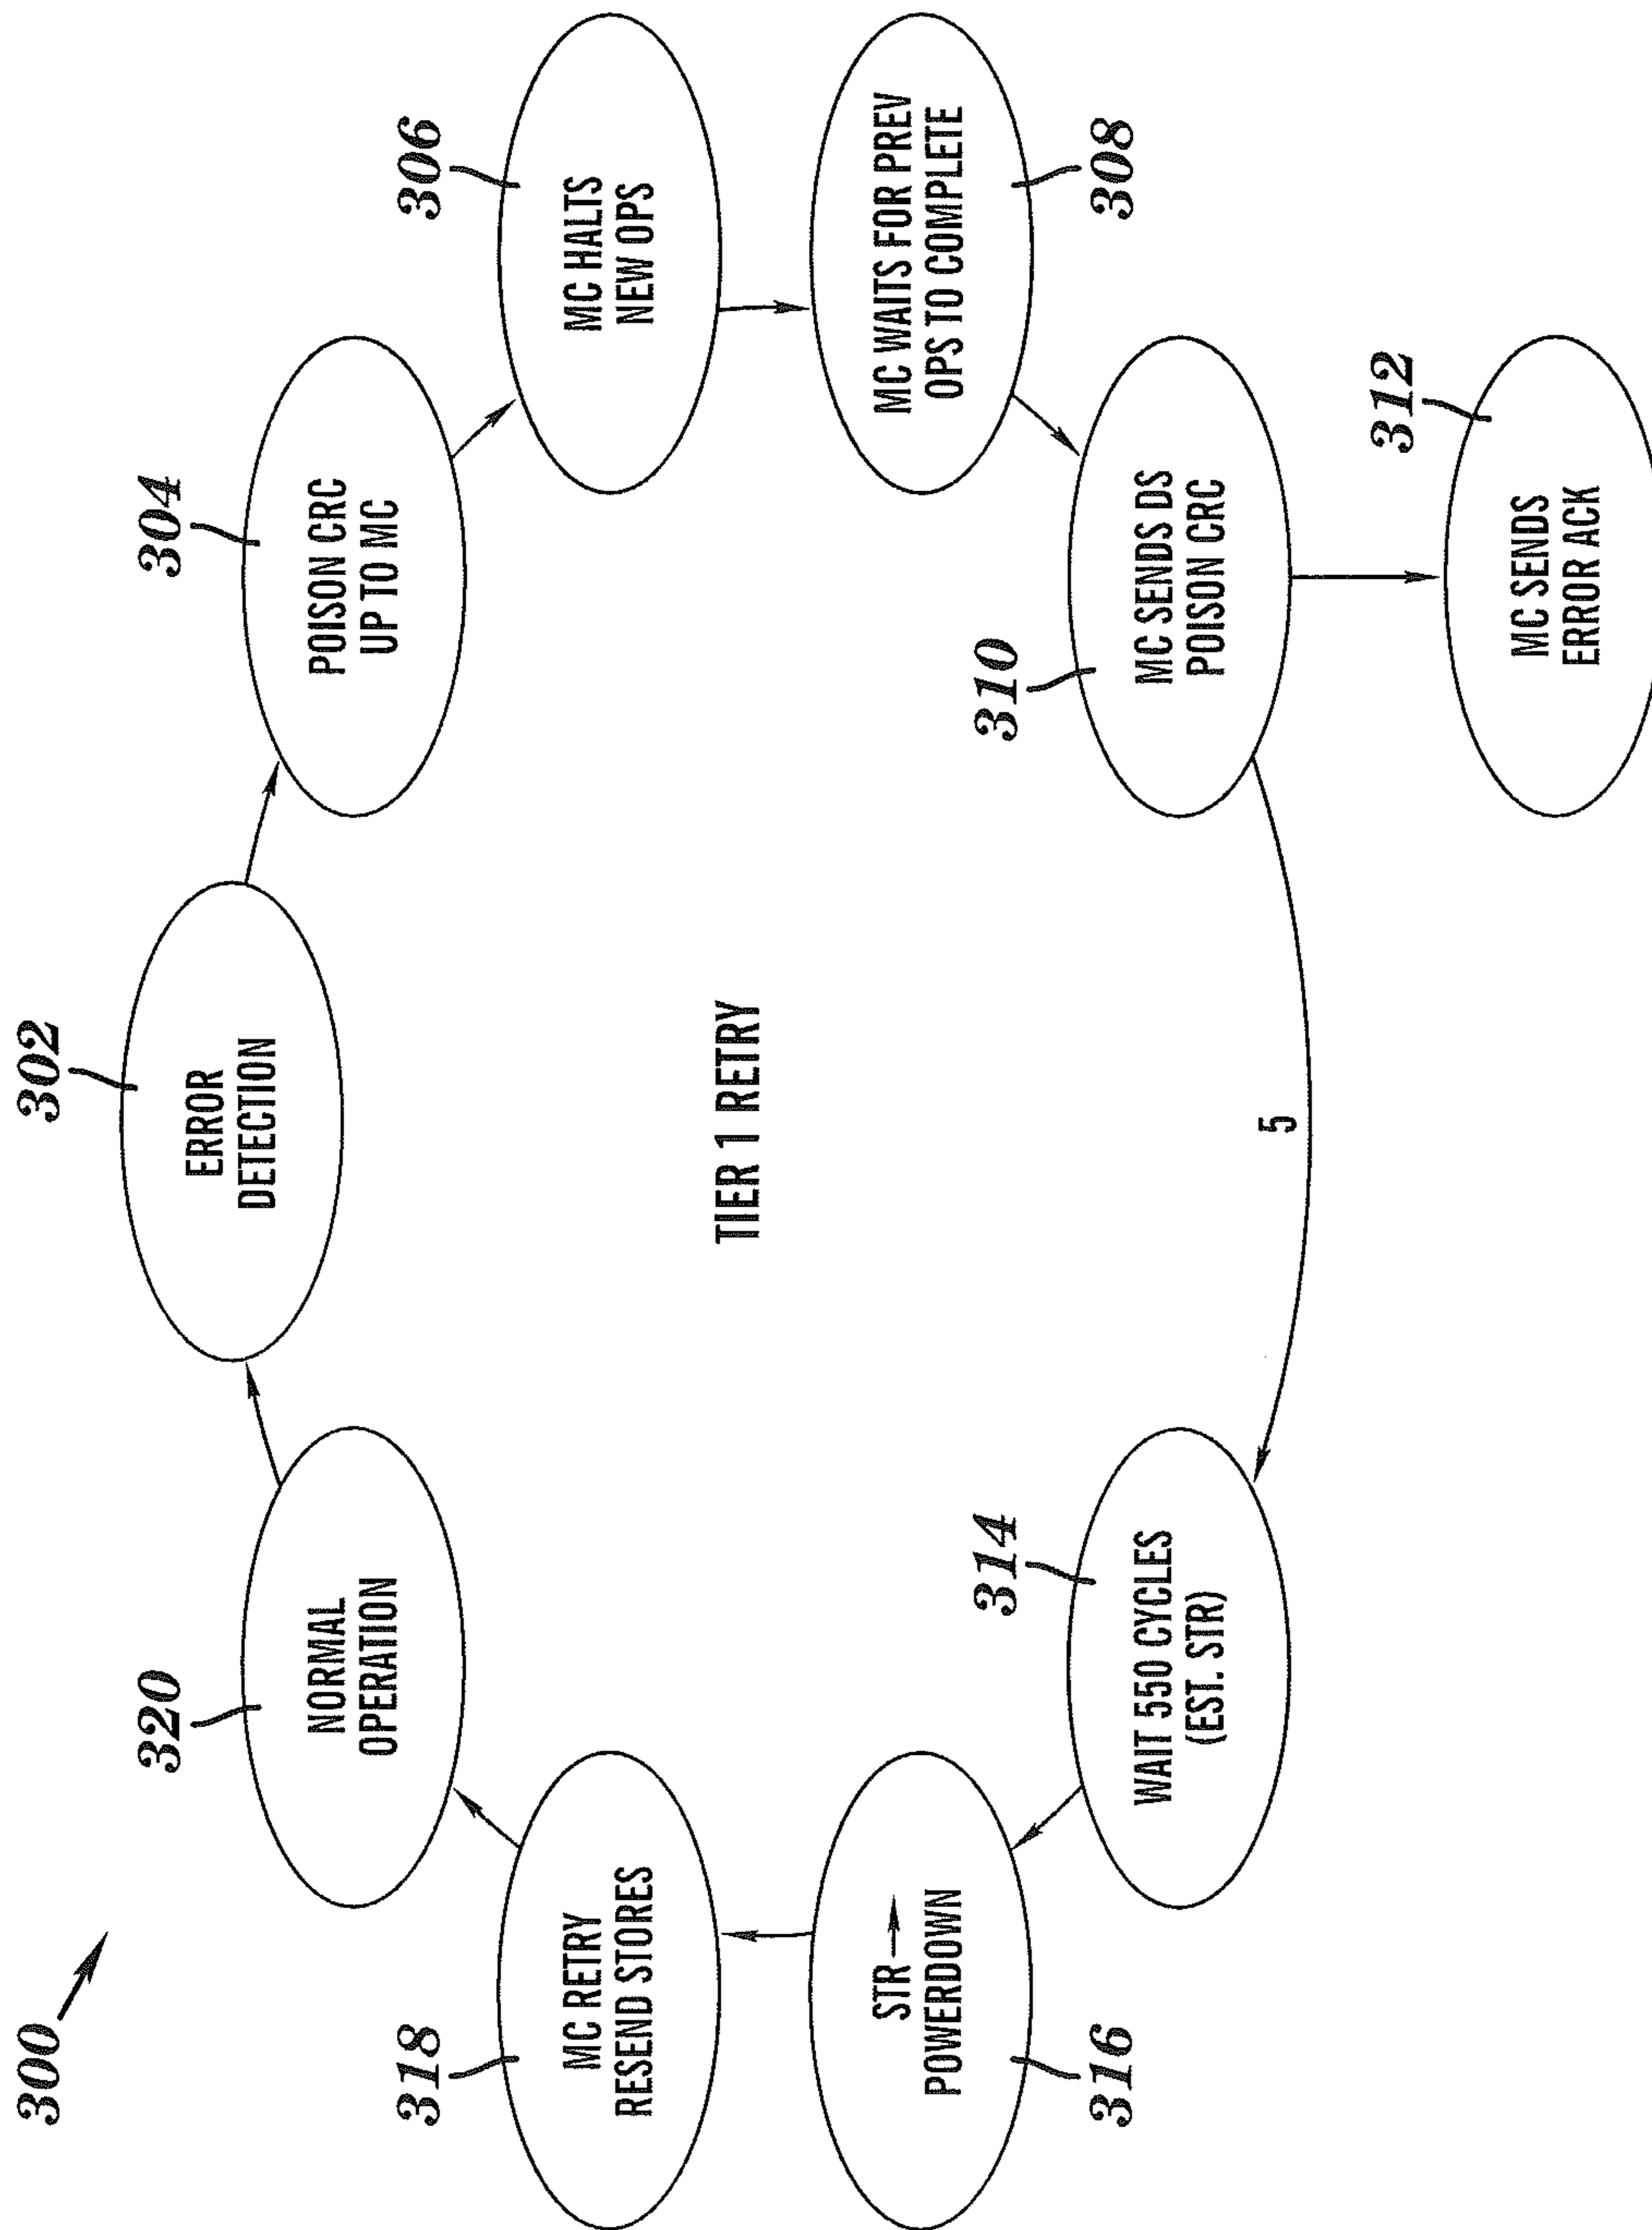 300
302
ERROR
DETECTION
304
POISON CRC
UP TO MC
306
MC HALTS
NEW OPS
308
MC WAITS FOR PREV
OPS TO COMPLETE
310
MC SENDS DS
POISON CRC
312
MC SENDS
ERROR ACK
5
314
WAIT 550 CYCLES
(EST. STR)
316
STR →
POWERDOWN
318
MC RETRY
RESEND STORES
320
NORMAL
OPERATION
TIER 1 RETRY